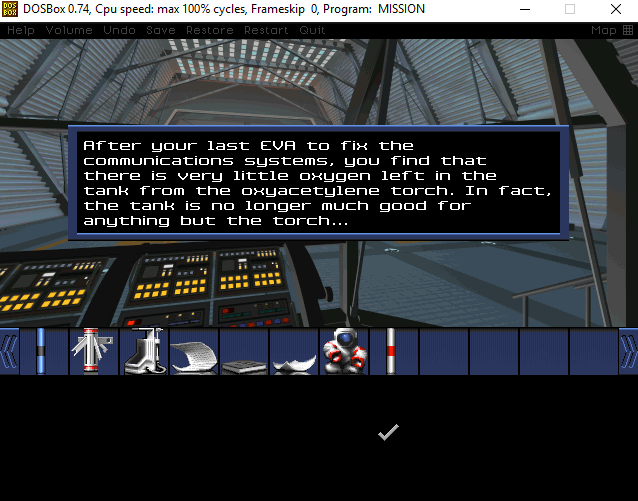 DOSBox 0.74, Cpu speed: max 100% cycles, Frameskip 0, Program: MISSION
Help Volume Undo Save Restore Restart Quit Map
After your last EVA to fix the
communications systems, you find that
there is very little oxygen left in the
tank from the oxyacetylene torch. In fact,
the tank is no longer much good for
anything but the torch...